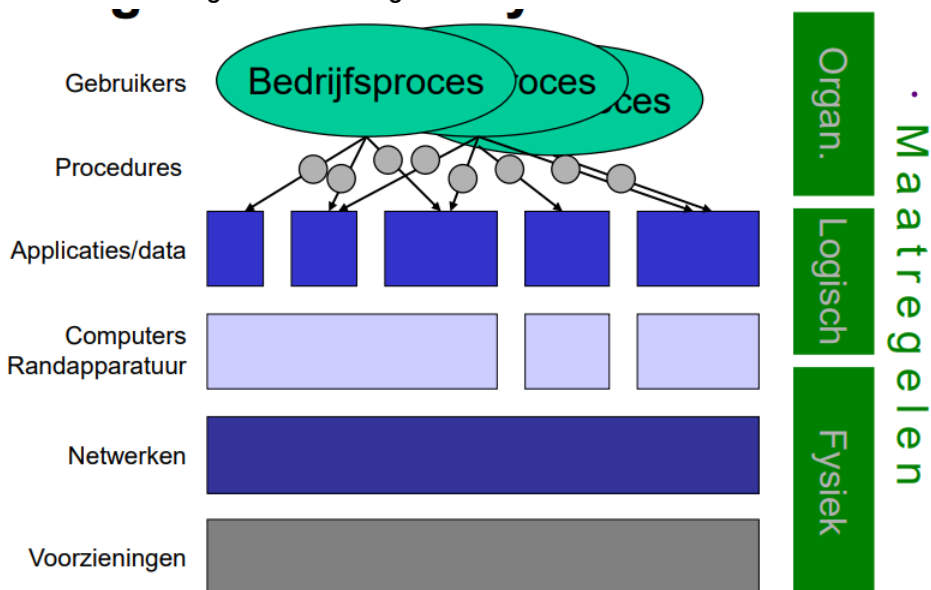 Gebruikers
Bedrijfsproces
oces
ces
Procedures
Applicaties/data
Computers
Randapparatuur
Netwerken
Voorzieningen
Organ.
Logisch
Fysiek
· Maatregelen